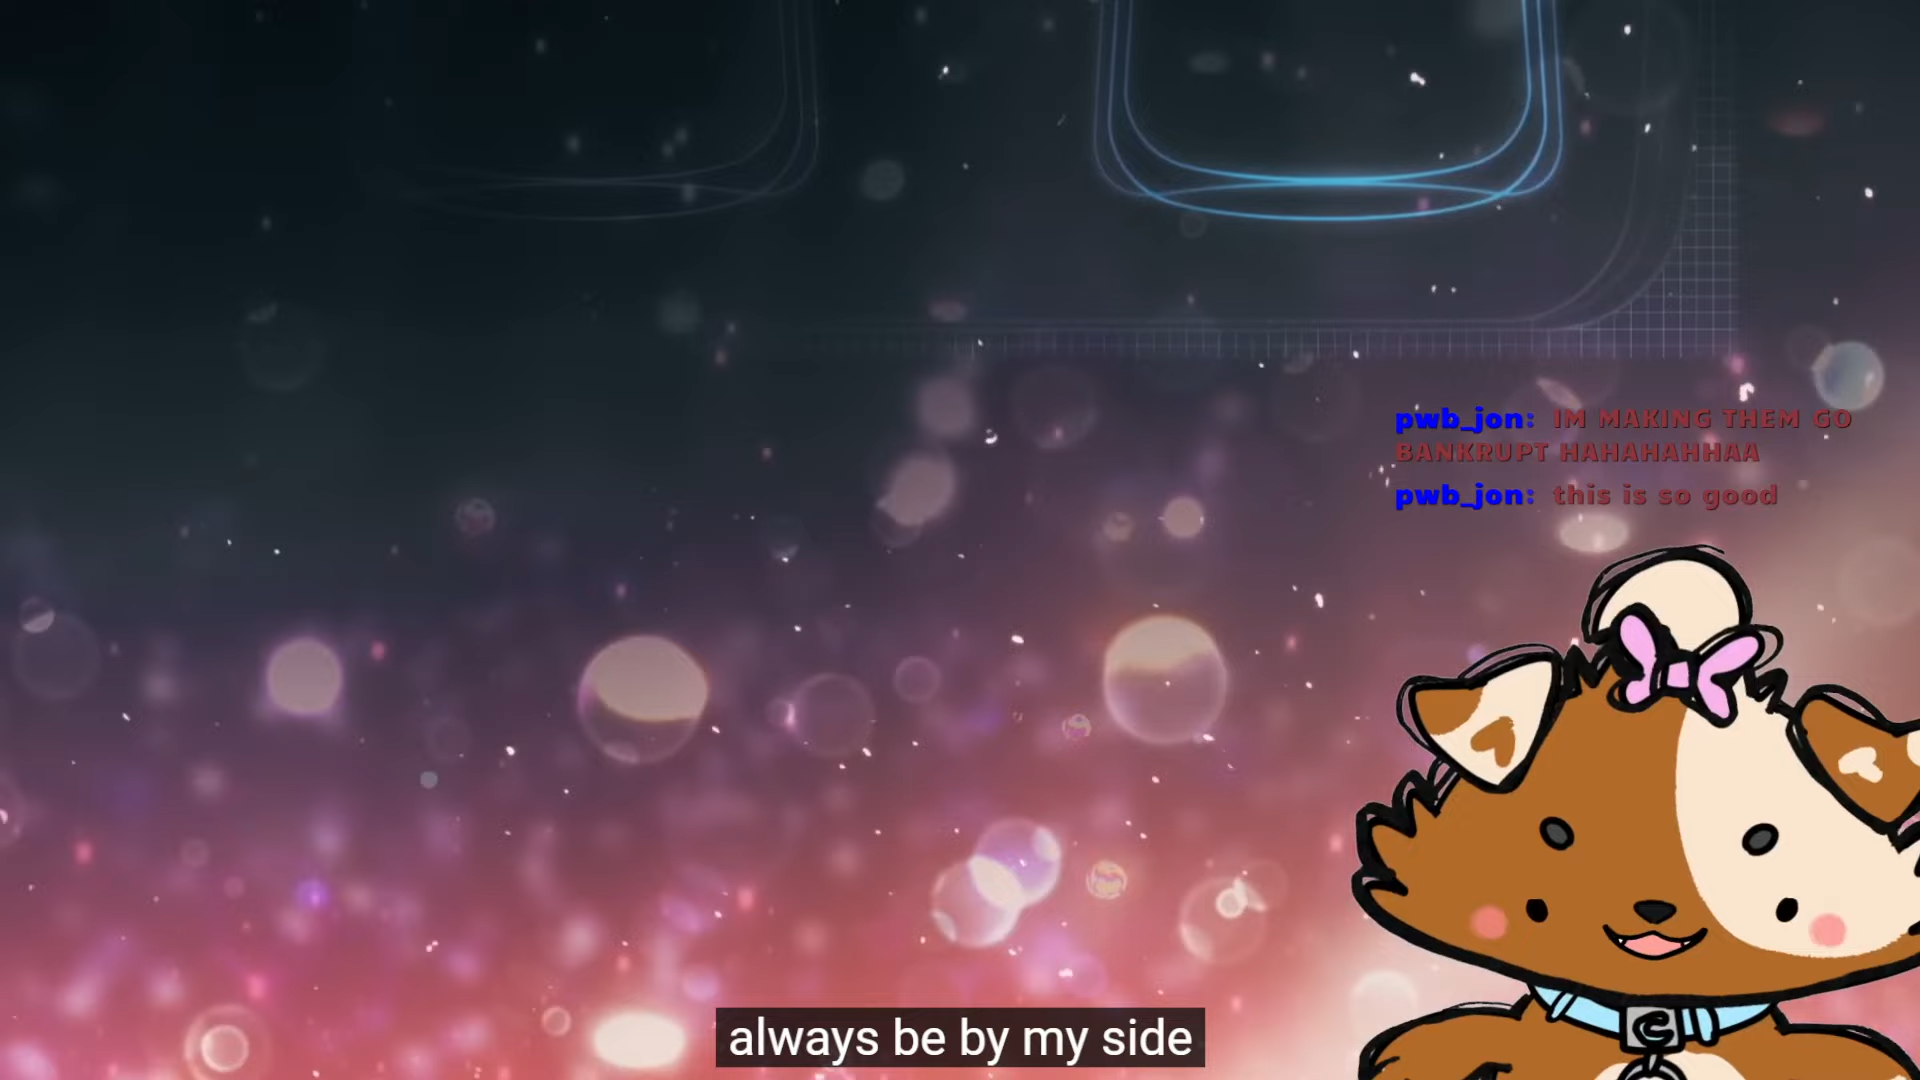 pwb_jon: IM MAKING THEM GO
BANKRUPT HAHAHAHHAA
pwb_jon: this is so good
C
always be by my side